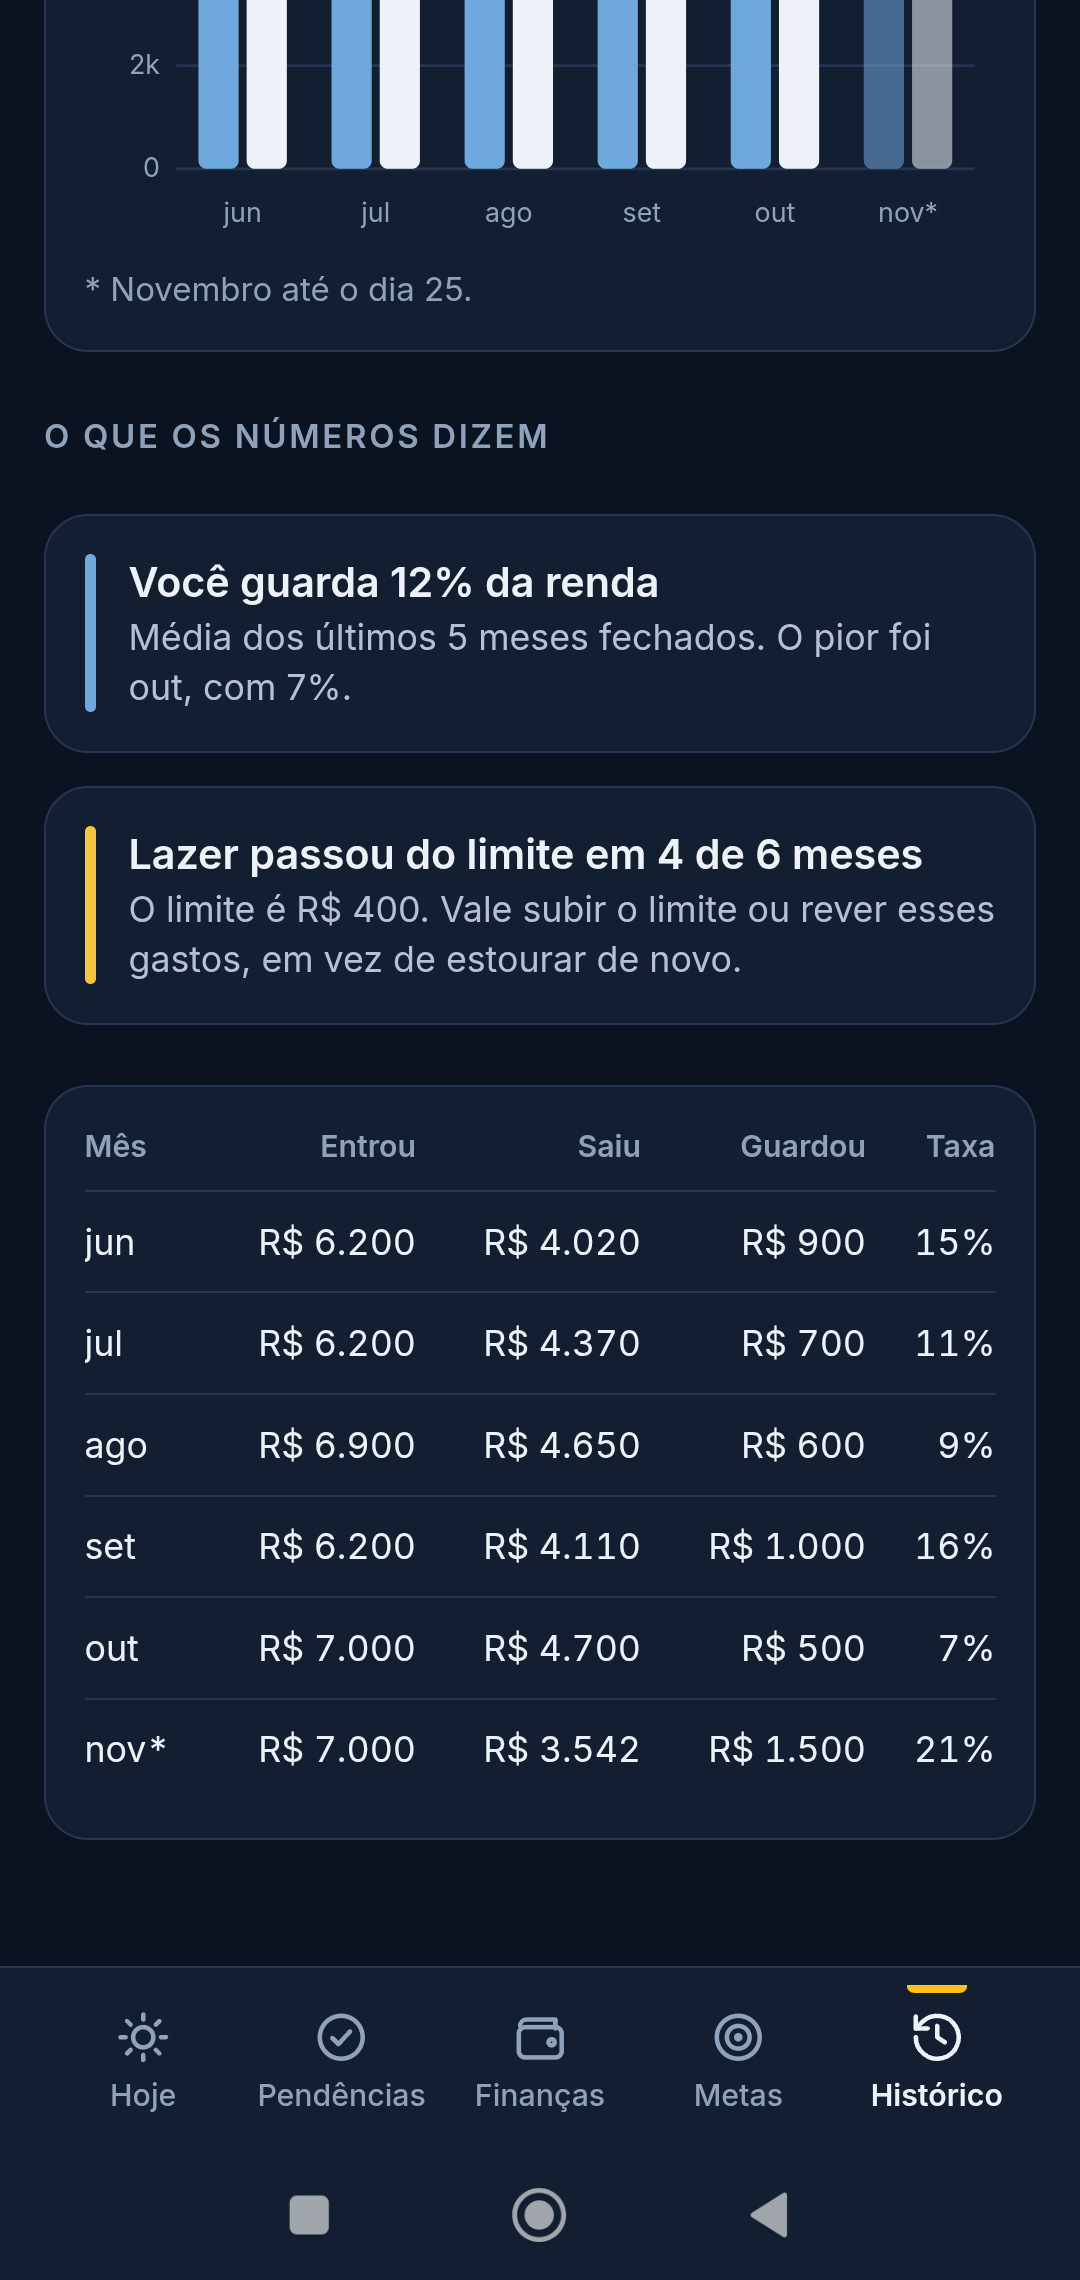 2k
0
jun jul ago set out nov*
* Novembro até o dia 25.
O QUE OS NÚMEROS DIZEM
Você guarda 12% da renda
Média dos últimos 5 meses fechados. O pior foi
out, com 7%.
Lazer passou do limite em 4 de 6 meses
O limite é R$ 400. Vale subir o limite ou rever esses
gastos, em vez de estourar de novo.
Mês Entrou Saiu Guardou Taxa
jun R$ 6.200 R$ 4.020 R$ 900 15%
jul R$ 6.200 R$ 4.370 R$ 700 11%
ago R$ 6.900 R$ 4.650 R$ 600 9%
set R$ 6.200 R$ 4.110 R$ 1.000 16%
out R$ 7.000 R$ 4.700 R$ 500 7%
nov* R$ 7.000 R$ 3.542 R$ 1.500 21%
Hoje Pendências Finanças Metas Histórico